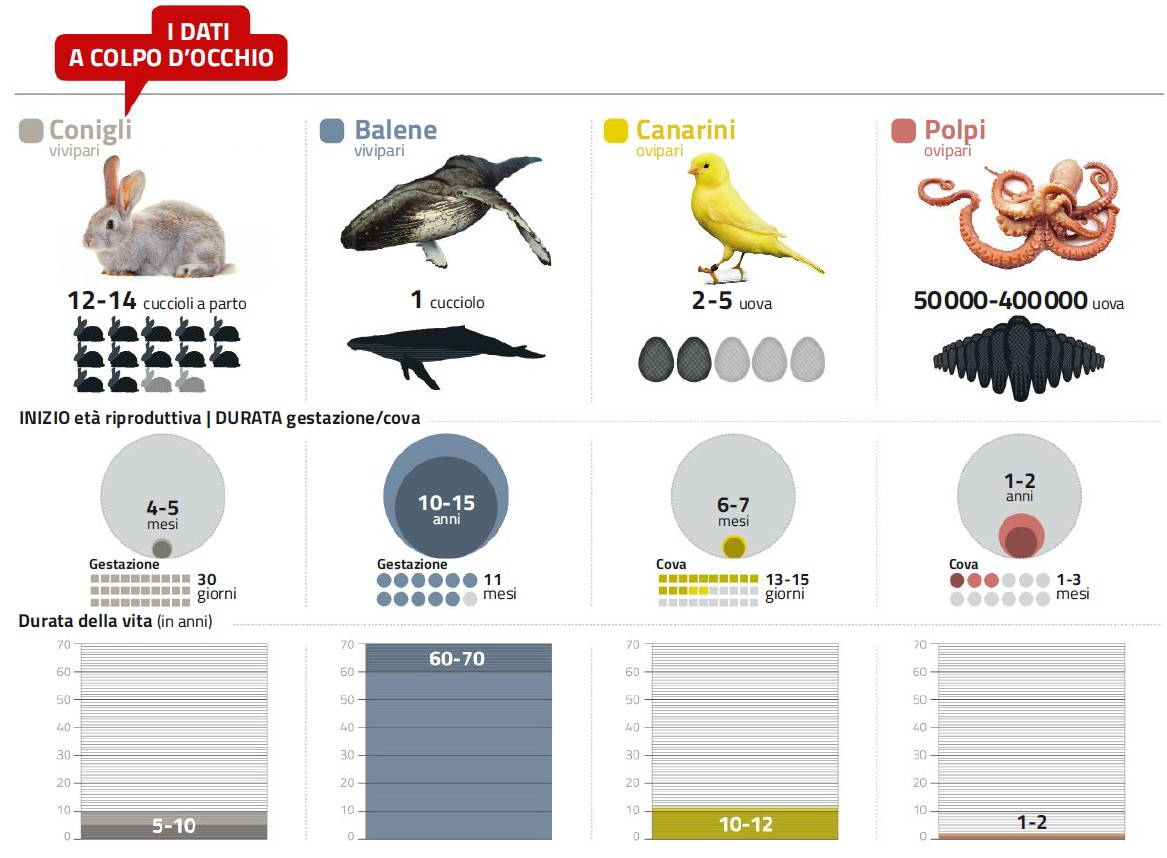 I DATI
A COLPO D'OCCHIO
Conigli
vivipari
Balene
vivipari
Canarini
ovipari
Polpi
ovipari
12-14 cuccioli a parto
1 cucciolo
2-5 uova
50000-400000 uova
INIZIO età riproduttiva | DURATA gestazione/cova
4-5
mesi
10-15
anni
6-7
mesi
1-2
anni
Gestazione
30
giorni
Gestazione
11
mesi
Cova
13-15
giorni
Cova
1-3
mesi
Durata della vita (in anni)
70
60
50
40
30
20
10
0
5-10
70
60
50
40
30
20
10
0
60-70
70
60
50
40
30
20
10
0
10-12
70
60
50
40
30
20
10
0
1-2